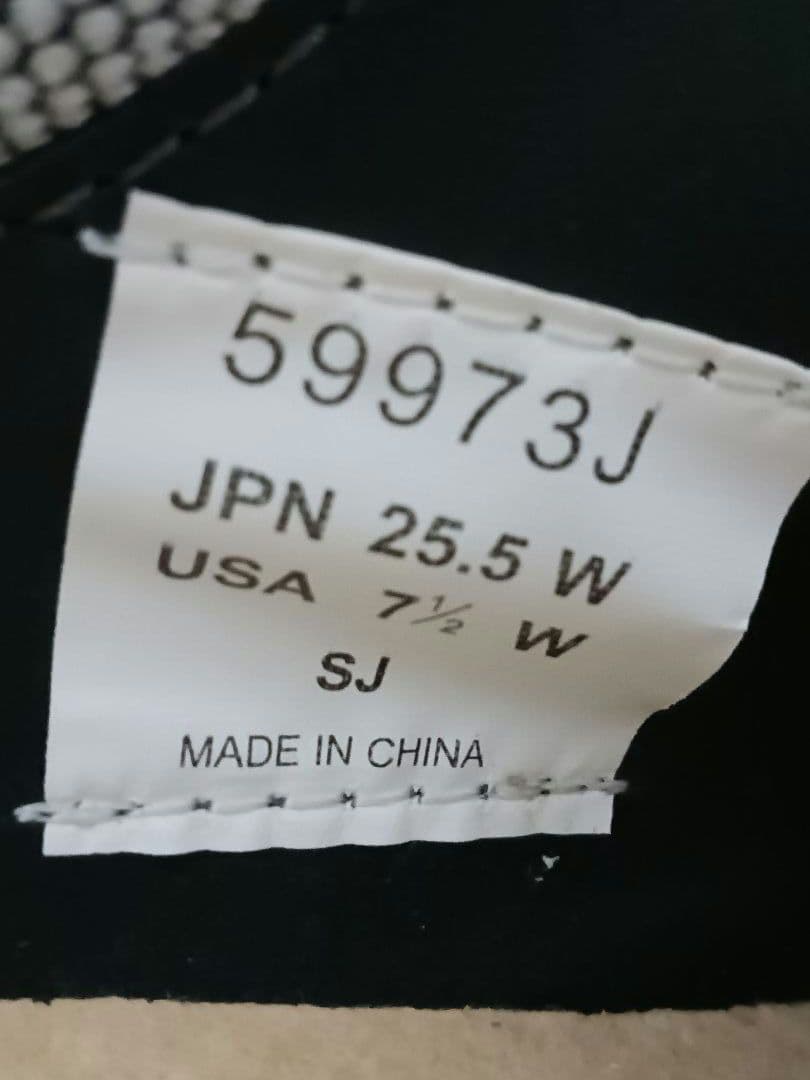 59973J
JPN 25.5 W
USA 7½ W
SJ
MADE IN CHINA